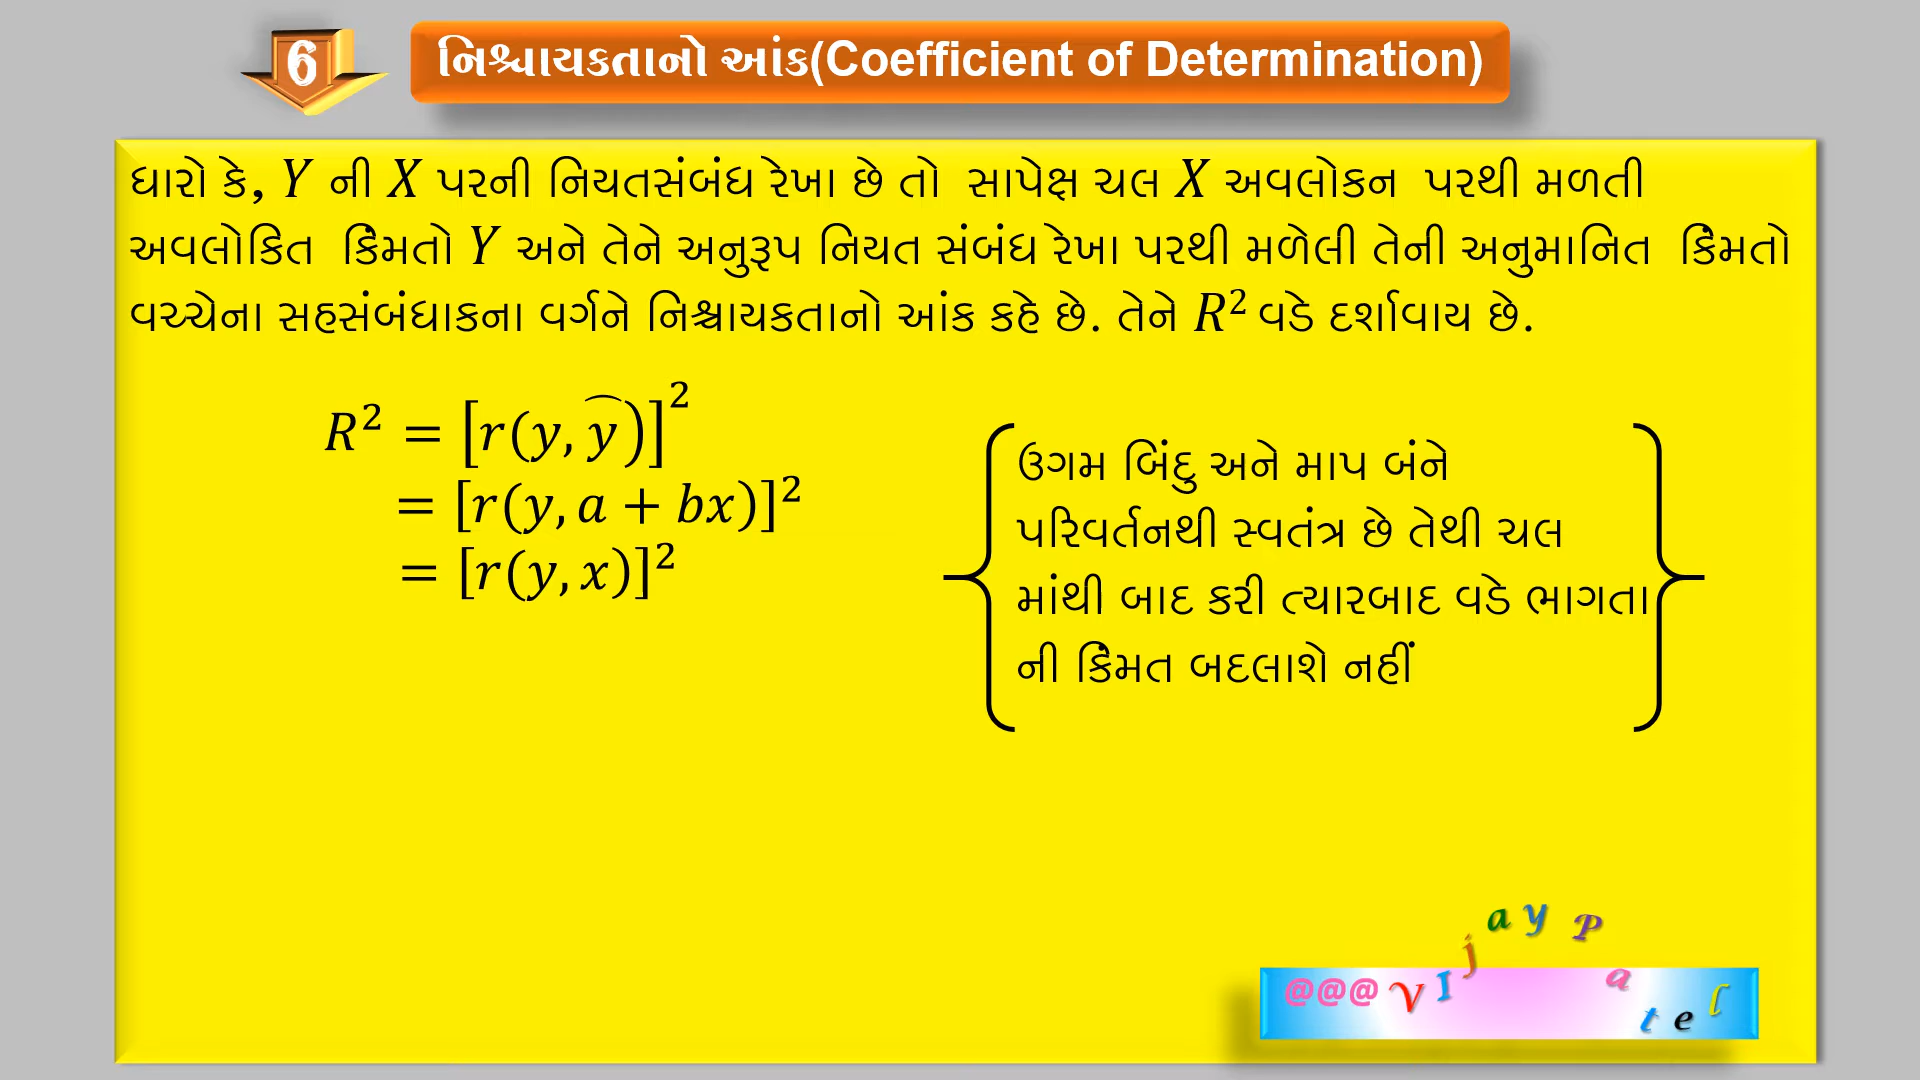 6
નિશ્ચાયકતાનો આંક(Coefficient of Determination)
ધારો કે, Y ની X પરની નિયતસંબંધ રેખા છે તો સાપેક્ષ ચલ X અવલોકન પરથી મળતી
અવલોકિત કિંમતો Y અને તેને અનુરૂપ નિયત સંબંધ રેખા પરથી મળેલી તેની અનુમાનિત કિંમતો
વચ્ચેના સહસંબંધાકના વર્ગને નિશ્ચાયકતાનો આંક કહે છે. તેને R² વડે દર્શાવાય છે.
R² = [r(y, ŷ)]²
= [r(y, a + bx)]²
= [r(y, x)]²
ઉગમ બિંદુ અને માપ બંને
પરિવર્તનથી સ્વતંત્ર છે તેથી ચલ
માંથી બાદ કરી ત્યારબાદ વડે ભાગતા
ની કિંમત બદલાશે નહીં
@@@VIjayPatel